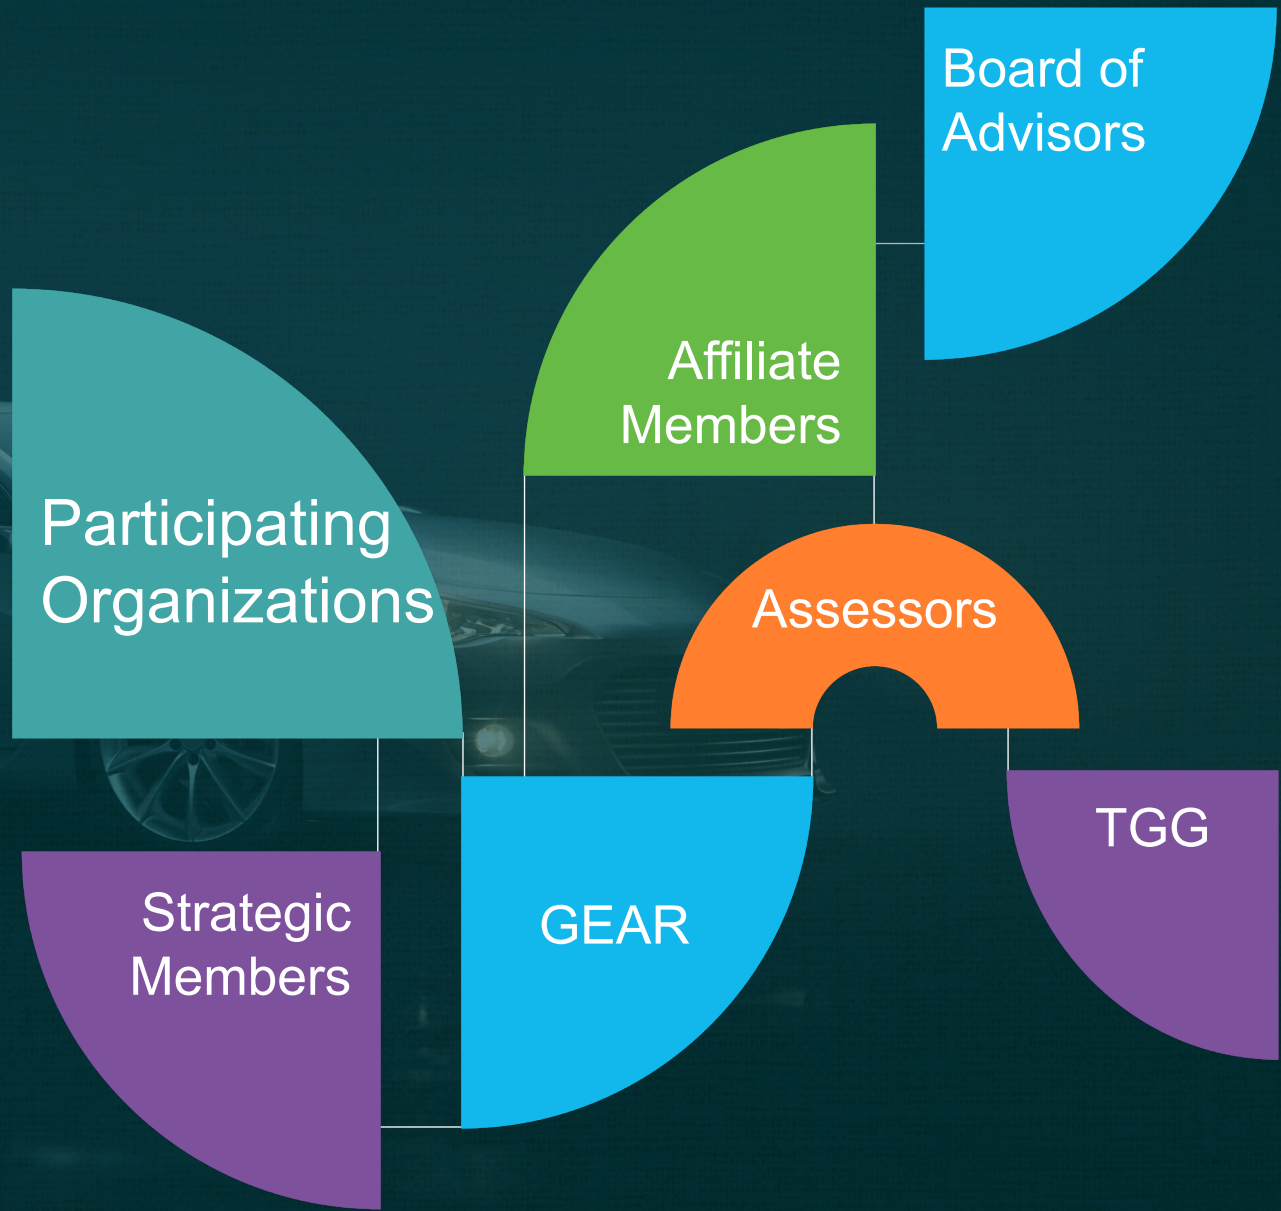 Board of
Advisors
Affiliate
Members
Participating
Organizations
Assessors
TGG
Strategic
Members
GEAR